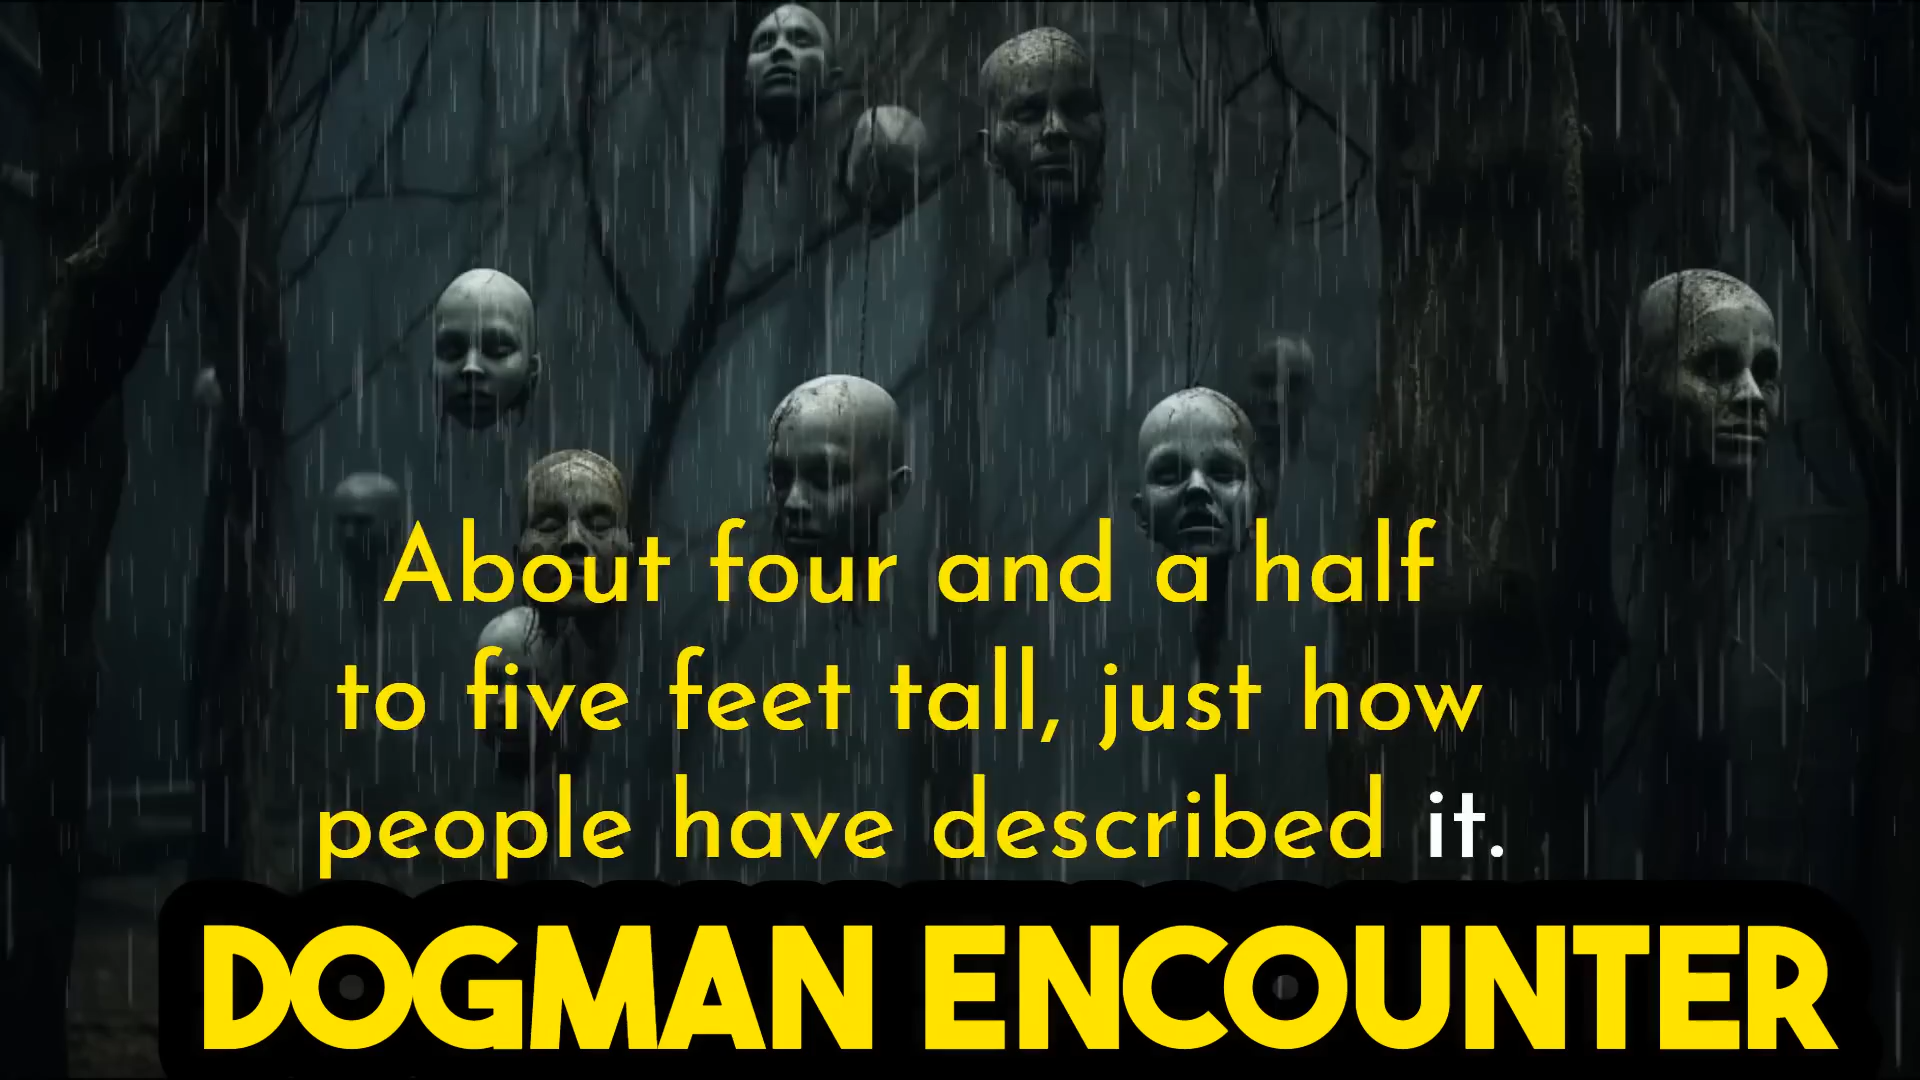 About four and a half
to five feet tall, just how
people have described it.
DOGMAN ENCOUNTER